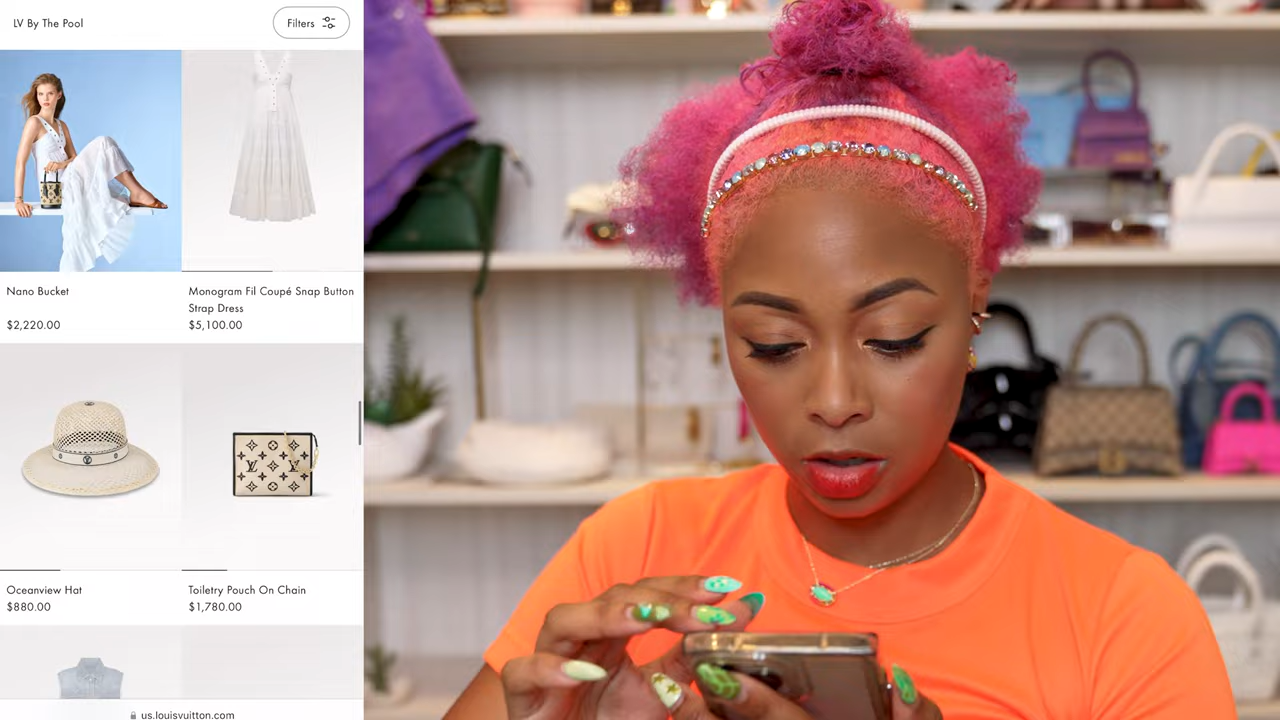 LV By The Pool
Filters
Nano Bucket
$2,220.00
Monogram Fil Coupé Snap Button
Strap Dress
$5,100.00
Oceanview Hat
$880.00
Toiletry Pouch On Chain
$1,780.00
us.louisvuitton.com